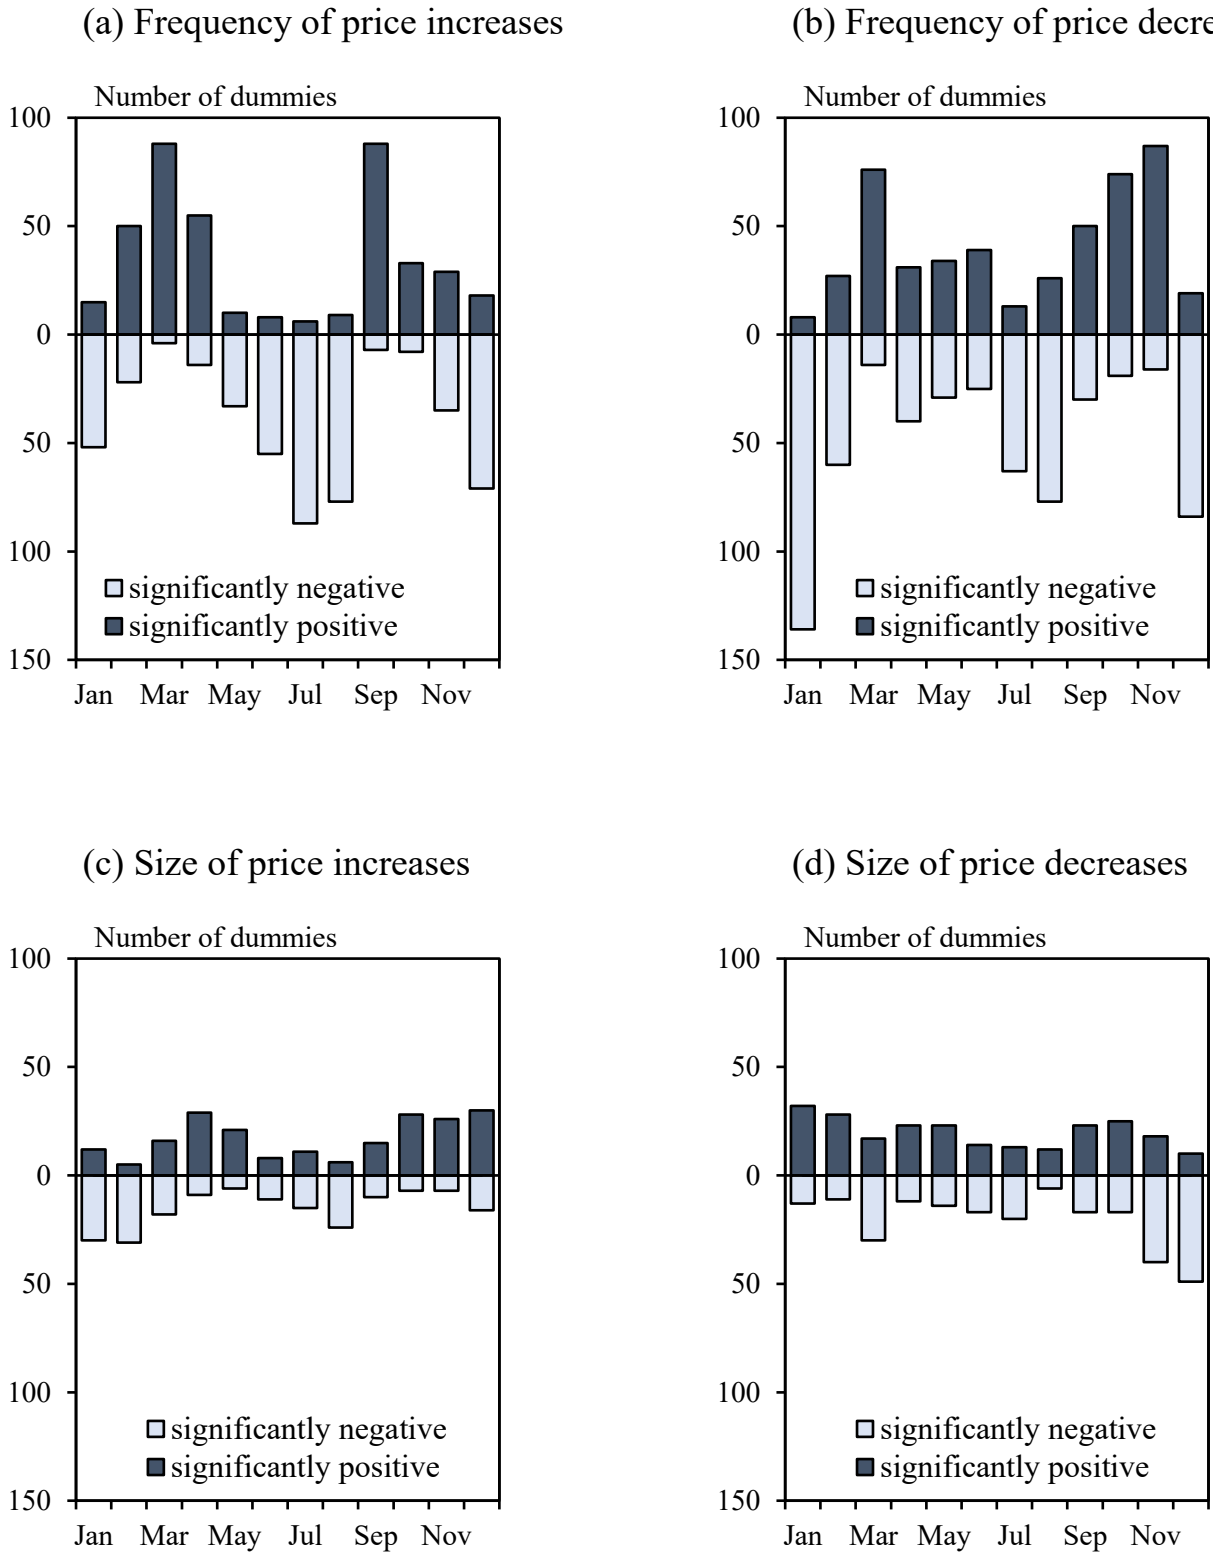 (a) Frequency of price increases
Number of dummies
100
50
0
50
100
150
significantly negative
significantly positive
Jan Mar May Jul Sep Nov
(b) Frequency of price decre
Number of dummies
100
50
0
50
100
150
significantly negative
significantly positive
Jan Mar May Jul Sep Nov
(c) Size of price increases
Number of dummies
100
50
0
50
100
150
significantly negative
significantly positive
Jan Mar May Jul Sep Nov
(d) Size of price decreases
Number of dummies
100
50
0
50
100
150
significantly negative
significantly positive
Jan Mar May Jul Sep Nov